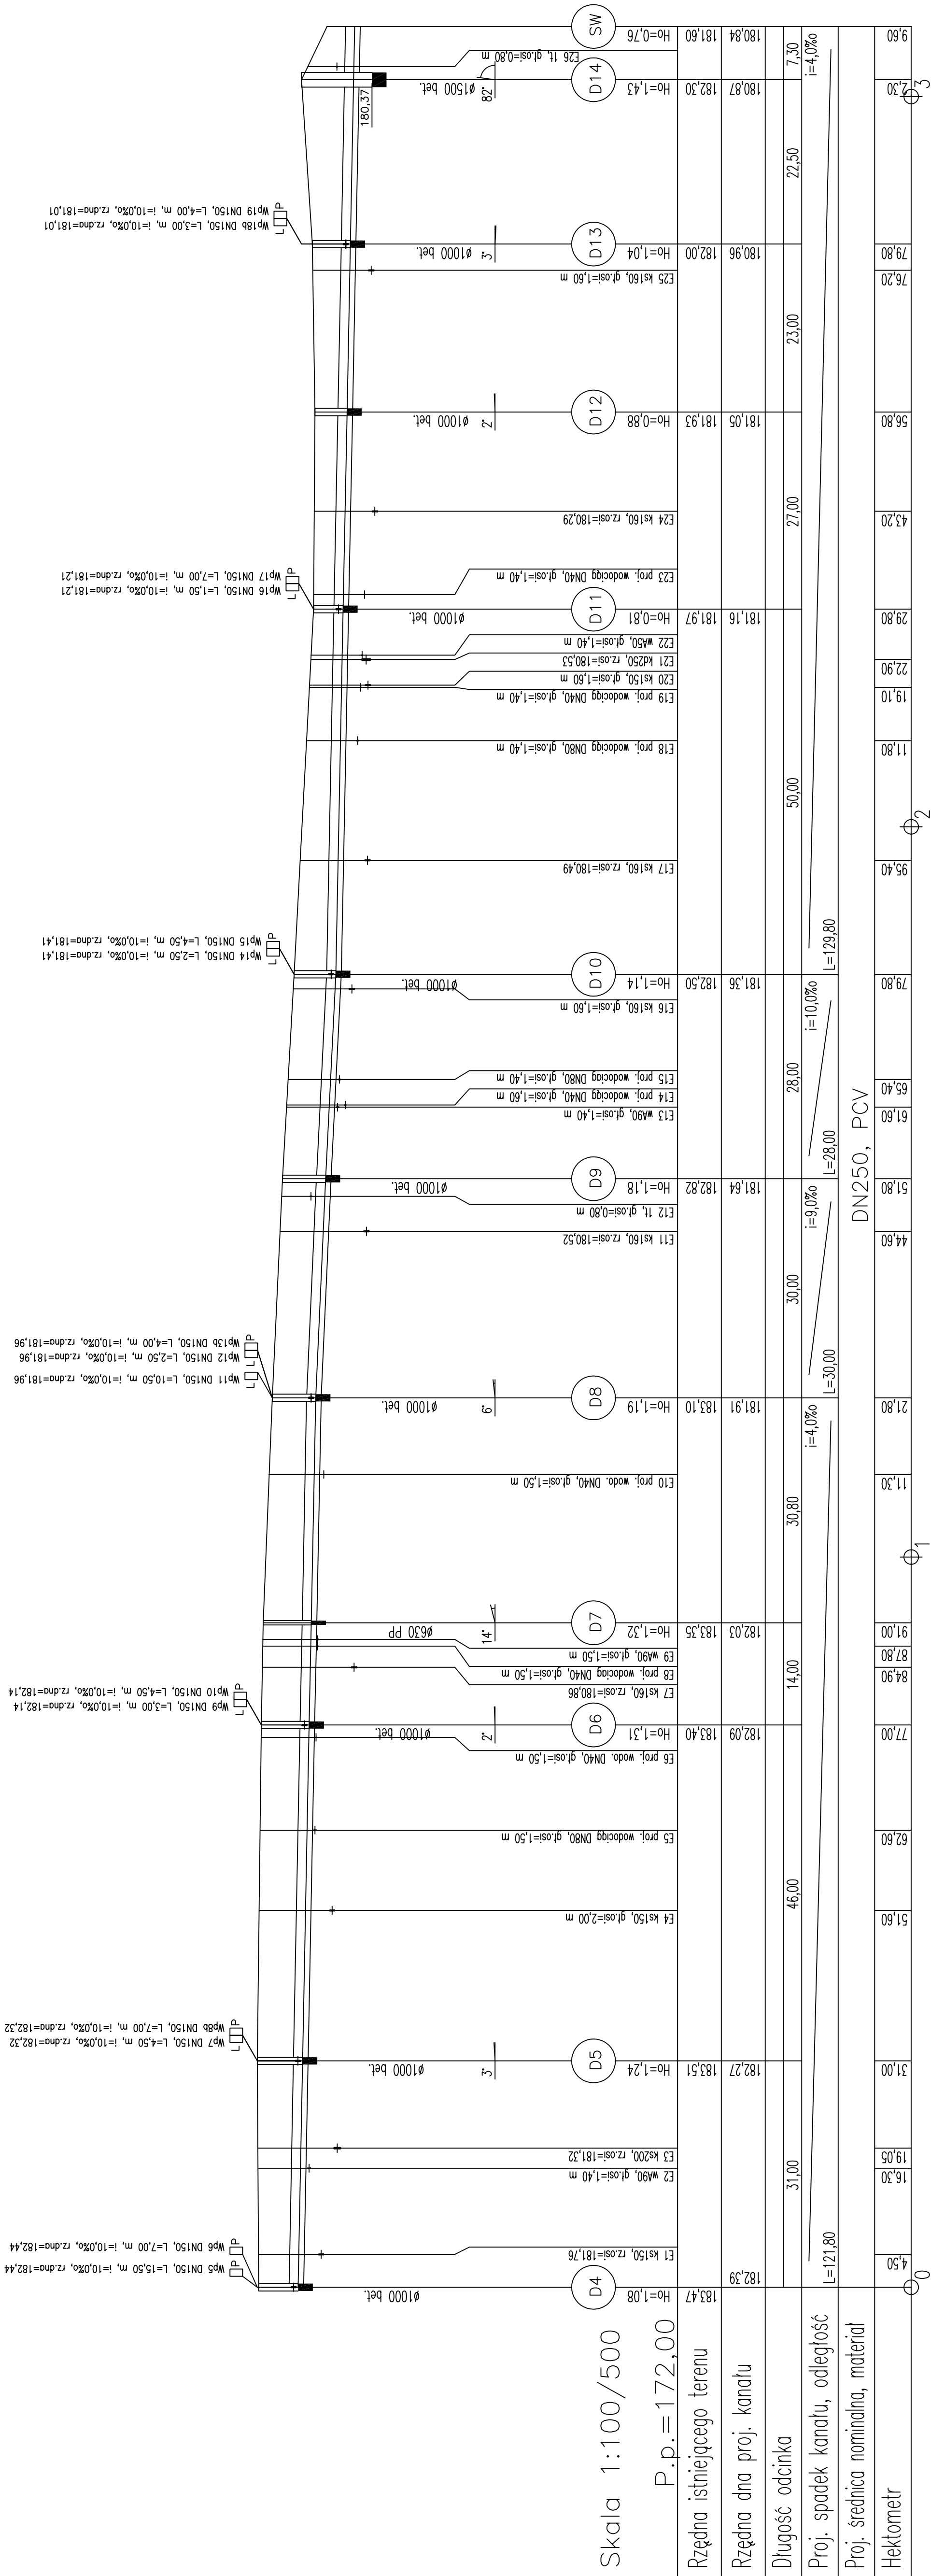 Skala 1:100/500
P.p.=172,00
Rzędna istniejącego terenu
Rzędna dna proj. kanału
Długość odcinka
Proj. spadek kanału, odległość
Proj. średnica nominalna, materiał
Hektometr
Wp5 DN150, L=15,50 m, i=10,0‰, rz.dna=182,44
Wp6 DN150, L=7,00 m, i=10,0‰, rz.dna=182,44
P
P
Wp7 DN150, L=4,50 m, i=10,0‰, rz.dna=182,32
Wp8b DN150, L=7,00 m, i=10,0‰, rz.dna=182,32
L P
Wp9 DN150, L=3,00 m, i=10,0‰, rz.dna=182,14
Wp10 DN150, L=4,50 m, i=10,0‰, rz.dna=182,14
L P
Wp11 DN150, L=10,50 m, i=10,0‰, rz.dna=181,96
Wp12 DN150, L=2,50 m, i=10,0‰, rz.dna=181,96
Wp13b DN150, L=4,00 m, i=10,0‰, rz.dna=181,96
L
L P
Wp14 DN150, L=2,50 m, i=10,0‰, rz.dna=181,41
Wp15 DN150, L=4,50 m, i=10,0‰, rz.dna=181,41
L P
Wp16 DN150, L=1,50 m, i=10,0‰, rz.dna=181,21
Wp17 DN150, L=7,00 m, i=10,0‰, rz.dna=181,21
L P
Wp18b DN150, L=3,00 m, i=10,0‰, rz.dna=181,01
Wp19 DN150, L=4,00 m, i=10,0‰, rz.dna=181,01
L P
180,37
ø1000 bet.
ø1000 bet.
ø1000 bet.
ø630 PP
ø1000 bet.
ø1000 bet.
ø1000 bet.
ø1000 bet.
ø1000 bet.
ø1000 bet.
ø1500 bet.
3°
2°
14°
6°
2°
3°
82°
D4
D5
D6
D7
D8
D9
D10
D11
D12
D13
D14
SW
Ho=1,08
Ho=1,24
Ho=1,31
Ho=1,32
Ho=1,19
Ho=1,18
Ho=1,14
Ho=0,81
Ho=0,88
Ho=1,04
Ho=1,43
Ho=0,76
E1 ks150, rz.osi=181,76
E2 wA90, gł.osi=1,40 m
E3 ks200, rz.osi=181,32
E4 ks150, gł.osi=2,00 m
E5 proj. wodociąg DN80, gł.osi=1,50 m
E6 proj. wodo. DN40, gł.osi=1,50 m
E7 ks160, rz.osi=180,86
E8 proj. wodociąg DN40, gł.osi=1,50 m
E9 wA90, gł.osi=1,50 m
E10 proj. wodo. DN40, gł.osi=1,50 m
E11 ks160, rz.osi=180,52
E12 tt, gł.osi=0,80 m
E13 wA90, gł.osi=1,40 m
E14 proj. wodociąg DN40, gł.osi=1,60 m
E15 proj. wodociąg DN80, gł.osi=1,40 m
E16 ks160, gł.osi=1,60 m
E17 ks160, rz.osi=180,49
E18 proj. wodociąg DN80, gł.osi=1,40 m
E19 proj. wodociąg DN40, gł.osi=1,40 m
E20 ks150, gł.osi=1,60 m
E21 kd250, rz.osi=180,53
E22 wA50, gł.osi=1,40 m
E23 proj. wodociąg DN40, gł.osi=1,40 m
E24 ks160, rz.osi=180,29
E25 ks160, gł.osi=1,60 m
E26 tt, gł.osi=0,80 m
183,47
183,51
183,40
183,35
183,10
182,82
182,50
181,97
181,93
182,00
182,30
181,60
182,39
182,27
182,09
182,03
181,91
181,64
181,36
181,16
181,05
180,96
180,87
180,84
31,00
46,00
14,00
30,80
30,00
28,00
50,00
27,00
23,00
22,50
7,30
L=121,80
i=4,0‰
L=30,00
i=9,0‰
L=28,00
i=10,0‰
L=129,80
i=4,0‰
DN250, PCV
4,50
16,30
19,05
31,00
51,60
62,60
77,00
84,90
87,80
91,00
11,30
21,80
44,60
51,80
61,60
65,40
79,80
95,40
11,80
19,10
22,90
29,80
43,20
56,80
76,20
79,80
2,30
9,60
0
1
2
3